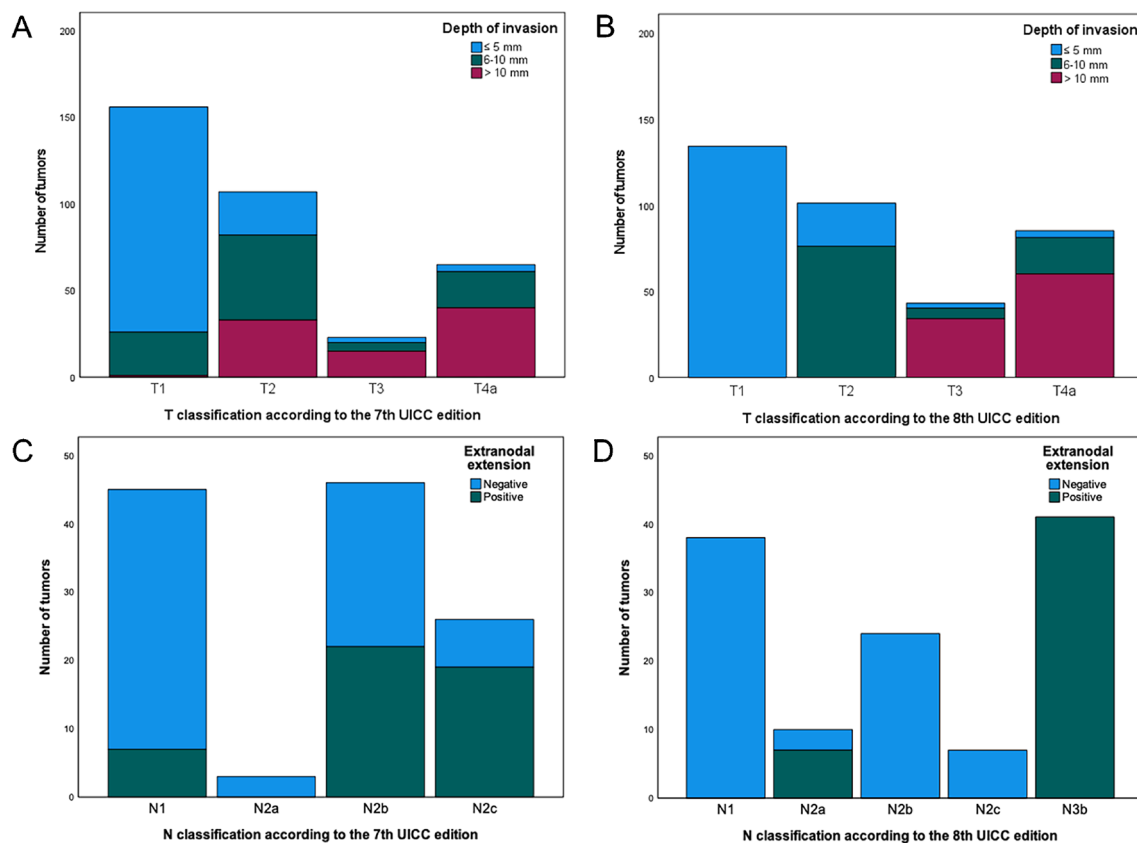 A
Depth of invasion
≤ 5 mm
6-10 mm
> 10 mm
200
150
100
50
0
Number of tumors
T1 T2 T3 T4a
T classification according to the 7th UICC edition
B
Depth of invasion
≤ 5 mm
6-10 mm
> 10 mm
200
150
100
50
0
Number of tumors
T1 T2 T3 T4a
T classification according to the 8th UICC edition
C
Extranodal
extension
Negative
Positive
50
40
30
20
10
0
Number of tumors
N1 N2a N2b N2c
N classification according to the 7th UICC edition
D
Extranodal
extension
Negative
Positive
50
40
30
20
10
0
Number of tumors
N1 N2a N2b N2c N3b
N classification according to the 8th UICC edition